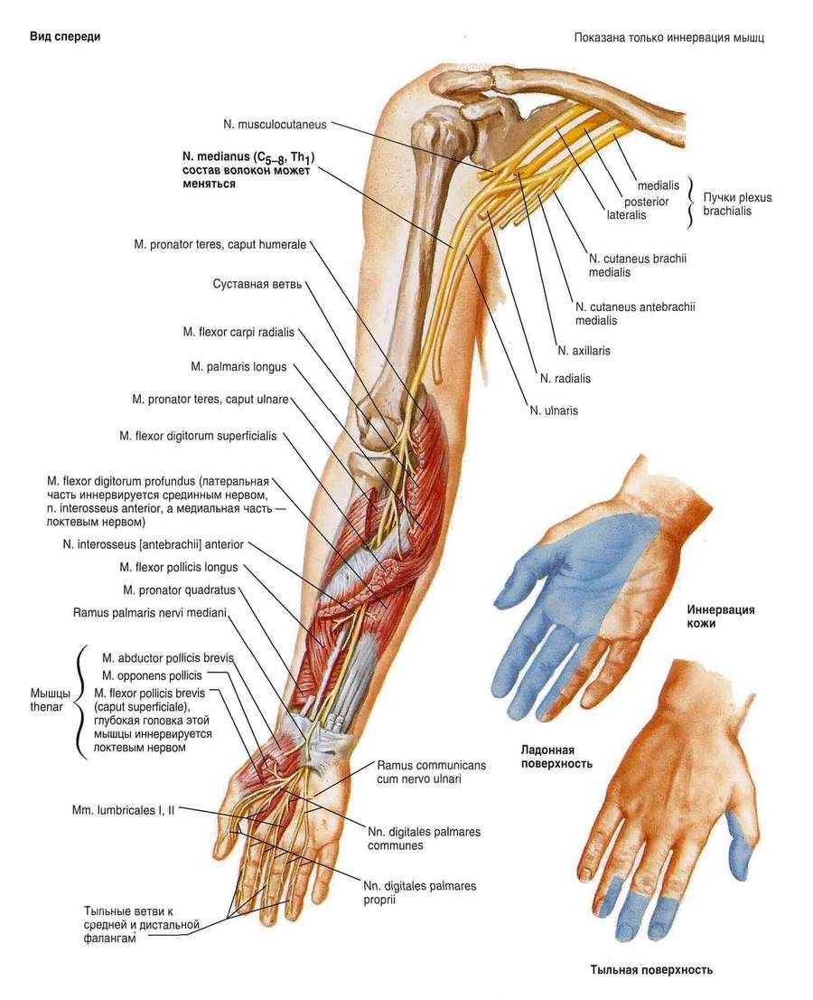 Вид спереди
Показана только иннервация мышц
N. musculocutaneus
N. medianus (C5–8, Th1)
состав волокон может
меняться
medialis
posterior
lateralis
Пучки plexus
brachialis
M. pronator teres, caput humerale
N. cutaneus brachii
medialis
Суставная ветвь
N. cutaneus antebrachii
medialis
M. flexor carpi radialis
N. axillaris
M. palmaris longus
N. radialis
M. pronator teres, caput ulnare
N. ulnaris
M. flexor digitorum superficialis
M. flexor digitorum profundus (латеральная
часть иннервируется срединным нервом,
n. interosseus anterior, а медиальная часть —
локтевым нервом)
N. interosseus [antebrachii] anterior
M. flexor pollicis longus
M. pronator quadratus
Ramus palmaris nervi mediani
Иннервация
кожи
Мышцы
thenar
M. abductor pollicis brevis
M. opponens pollicis
M. flexor pollicis brevis
(caput superficiale),
глубокая головка этой
мышцы иннервируется
локтевым нервом
Ладонная
поверхность
Ramus communicans
cum nervo ulnari
Mm. lumbricales I, II
Nn. digitales palmares
communes
Nn. digitales palmares
proprii
Тыльные ветви к
средней и дистальной
фалангам
Тыльная поверхность